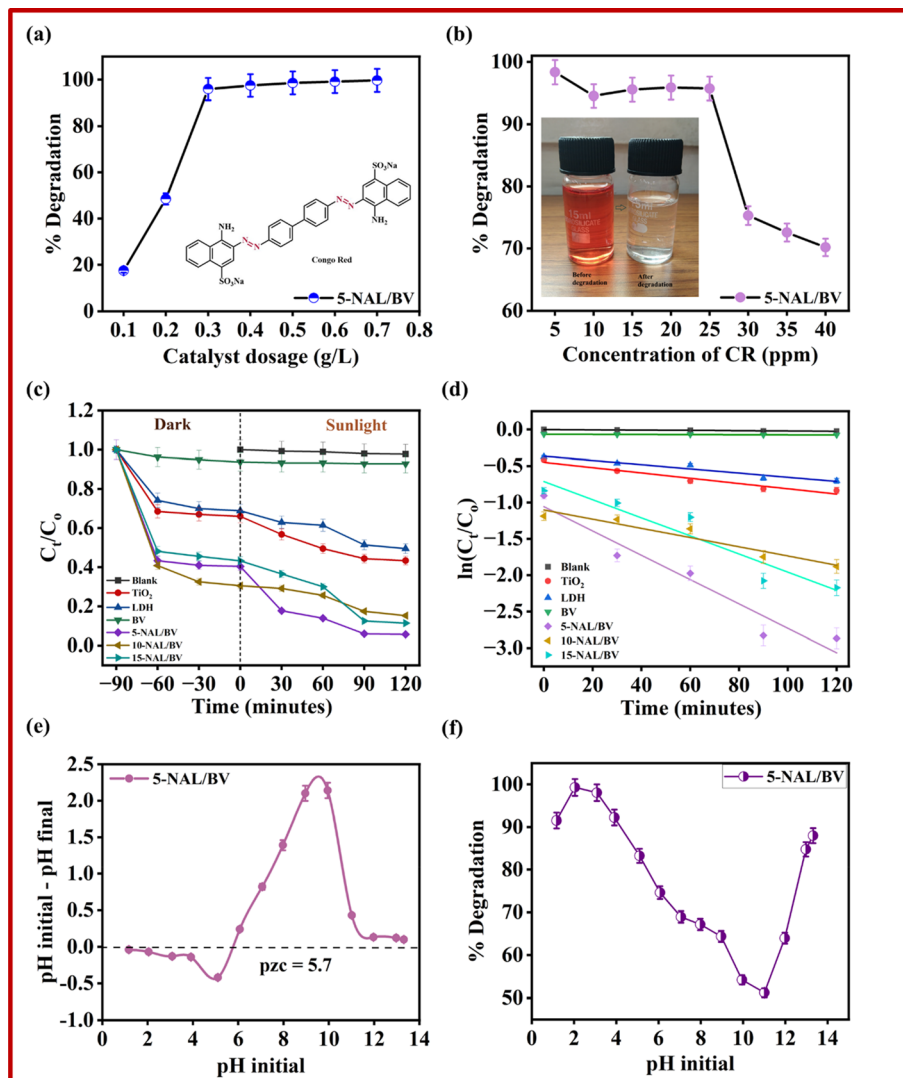 (a)
% Degradation
120
100
80
60
40
20
0
SO₃Na
NH₂
N=N
N=N
NH₂
SO₃Na
Congo Red
5-NAL/BV
0.1 0.2 0.3 0.4 0.5 0.6 0.7 0.8
Catalyst dosage (g/L)
(b)
% Degradation
100
90
80
70
60
Before
degradation
After
degradation
5-NAL/BV
5 10 15 20 25 30 35 40
Concentration of CR (ppm)
(c)
Cₜ/Cₒ
1.2
1.0
0.8
0.6
0.4
0.2
0.0
Dark
Sunlight
Blank
TiO₂
LDH
BV
5-NAL/BV
10-NAL/BV
15-NAL/BV
−90 −60 −30 0 30 60 90 120
Time (minutes)
(d)
ln(Cₜ/Cₒ)
0.0
−0.5
−1.0
−1.5
−2.0
−2.5
−3.0
Blank
TiO₂
LDH
BV
5-NAL/BV
10-NAL/BV
15-NAL/BV
0 30 60 90 120
Time (minutes)
(e)
pH initial - pH final
2.5
2.0
1.5
1.0
0.5
0.0
-0.5
-1.0
5-NAL/BV
pzc = 5.7
0 2 4 6 8 10 12 14
pH initial
(f)
% Degradation
100
90
80
70
60
50
5-NAL/BV
0 2 4 6 8 10 12 14
pH initial